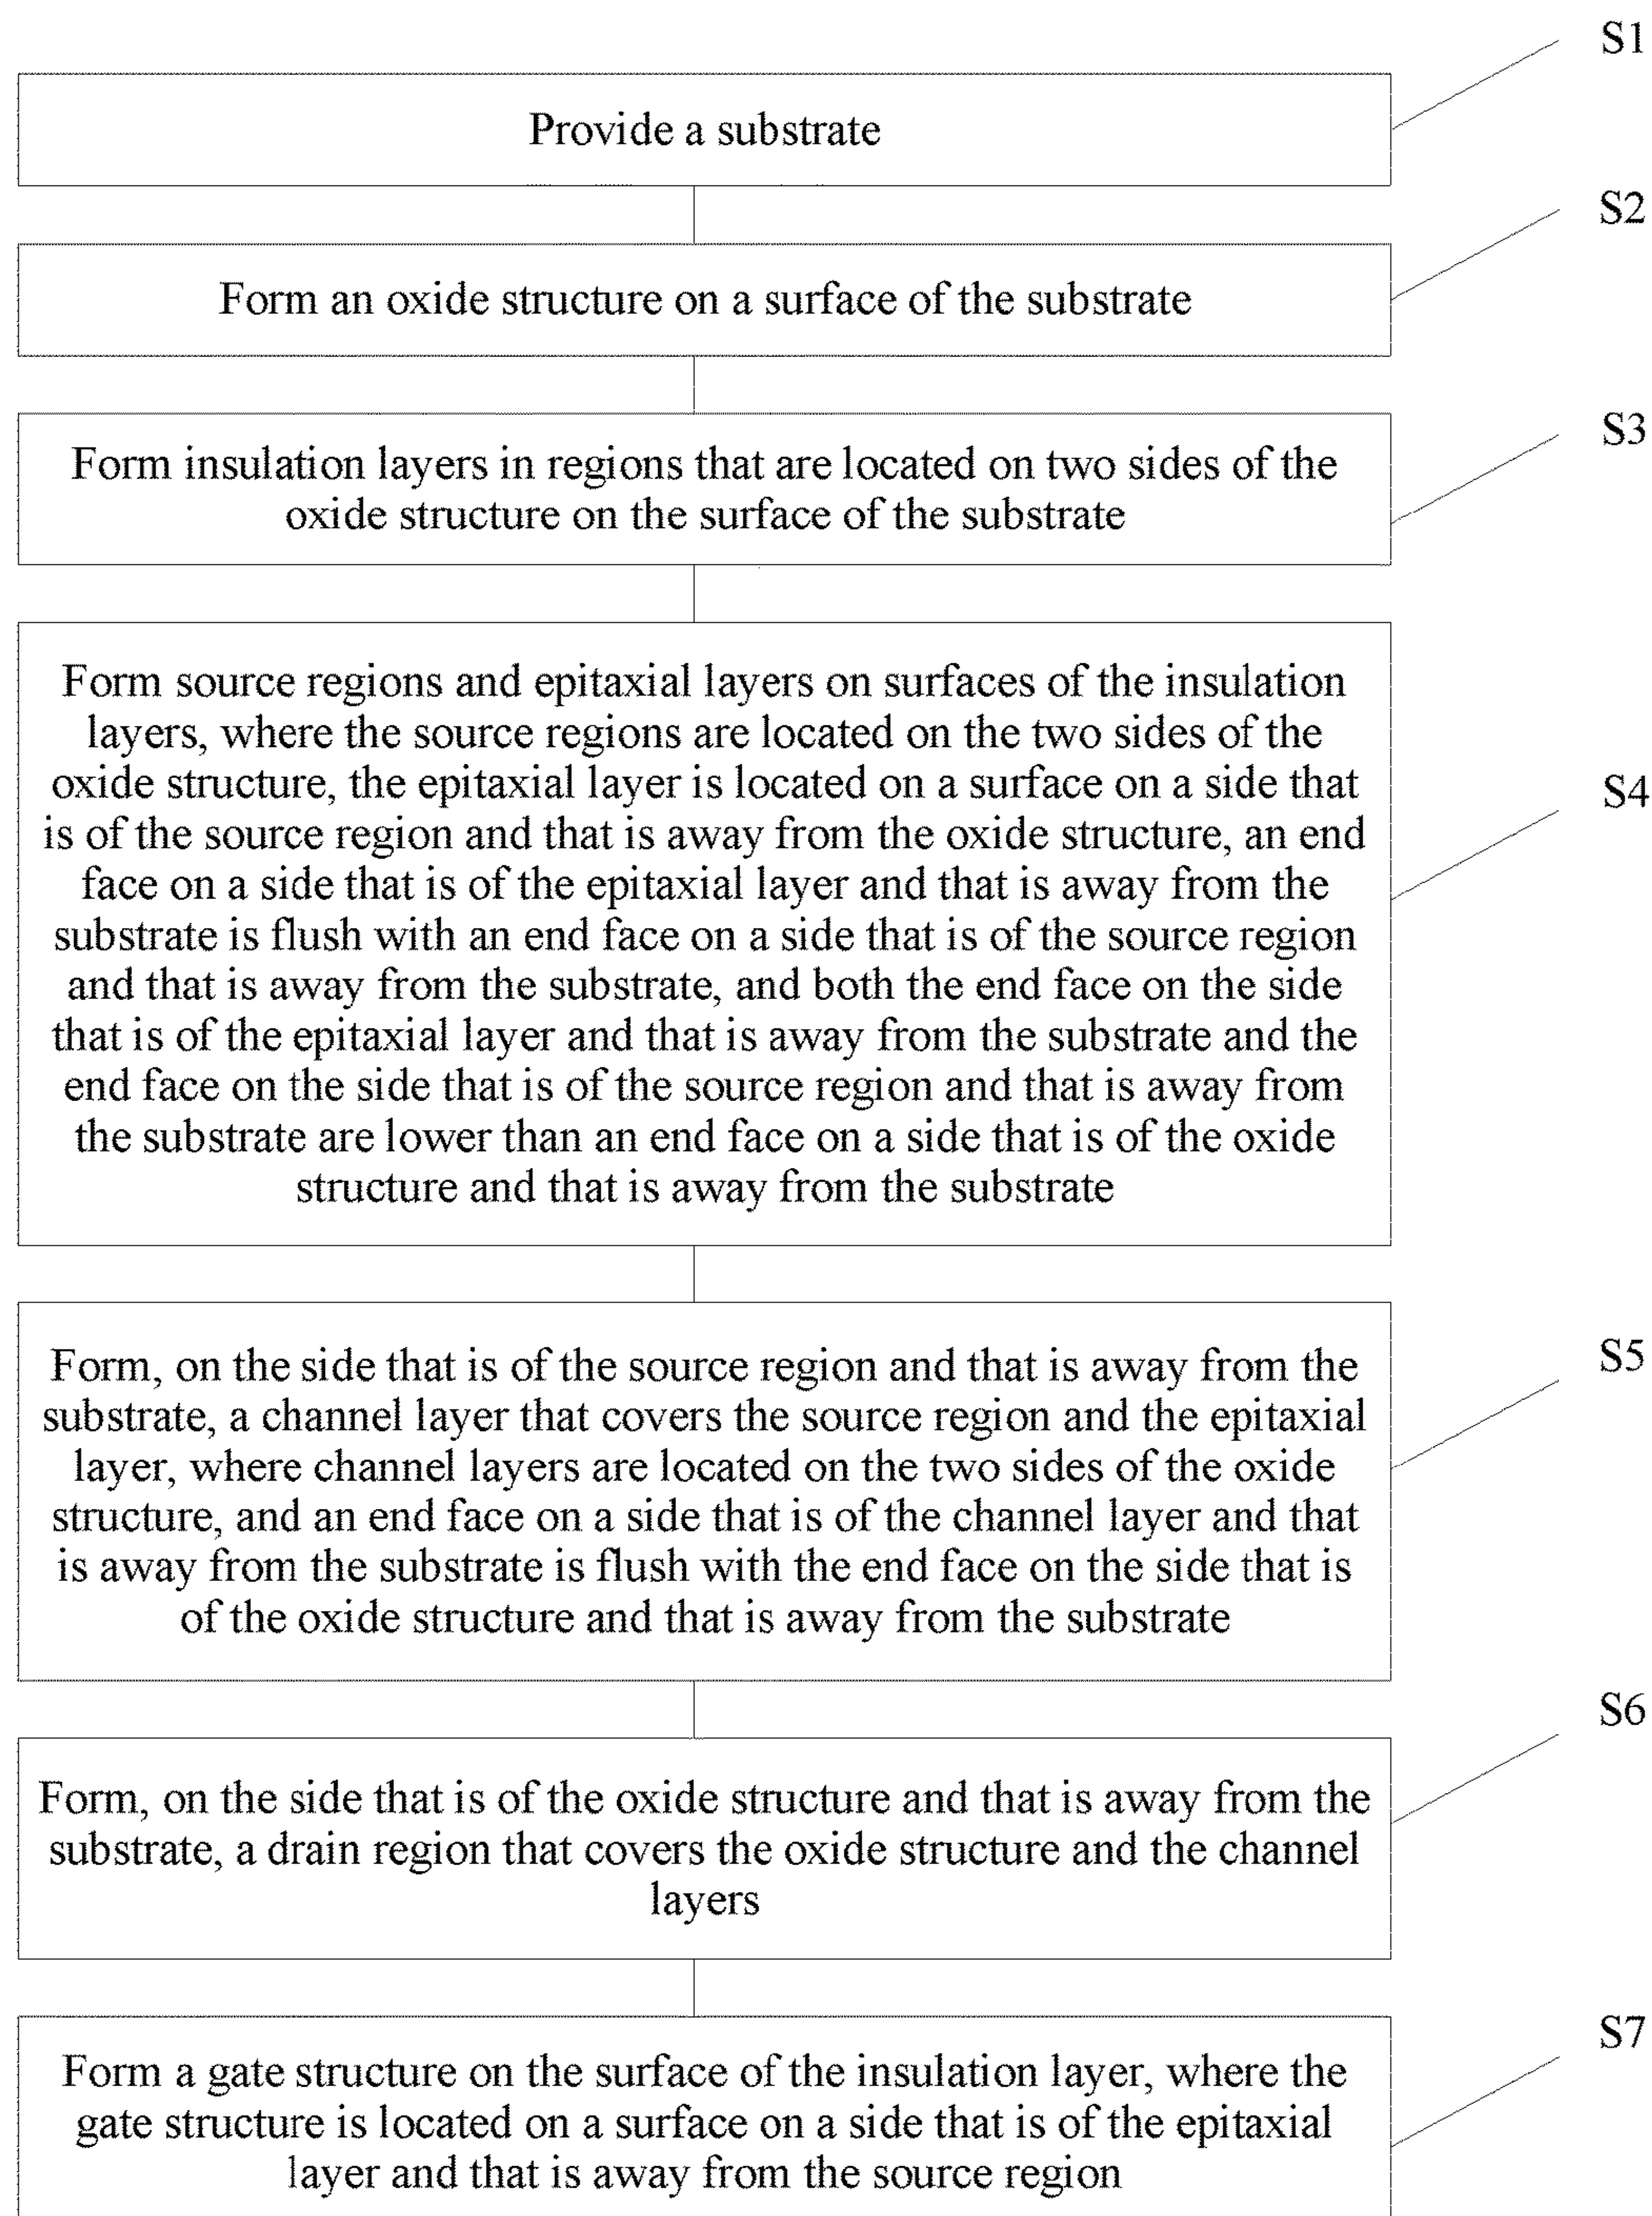 S1
Provide a substrate
S2
Form an oxide structure on a surface of the substrate
S3
Form insulation layers in regions that are located on two sides of the
oxide structure on the surface of the substrate
S4
Form source regions and epitaxial layers on surfaces of the insulation
layers, where the source regions are located on the two sides of the
oxide structure, the epitaxial layer is located on a surface on a side that
is of the source region and that is away from the oxide structure, an end
face on a side that is of the epitaxial layer and that is away from the
substrate is flush with an end face on a side that is of the source region
and that is away from the substrate, and both the end face on the side
that is of the epitaxial layer and that is away from the substrate and the
end face on the side that is of the source region and that is away from
the substrate are lower than an end face on a side that is of the oxide
structure and that is away from the substrate
S5
Form, on the side that is of the source region and that is away from the
substrate, a channel layer that covers the source region and the epitaxial
layer, where channel layers are located on the two sides of the oxide
structure, and an end face on a side that is of the channel layer and that
is away from the substrate is flush with the end face on the side that is
of the oxide structure and that is away from the substrate
S6
Form, on the side that is of the oxide structure and that is away from the
substrate, a drain region that covers the oxide structure and the channel
layers
S7
Form a gate structure on the surface of the insulation layer, where the
gate structure is located on a surface on a side that is of the epitaxial
layer and that is away from the source region